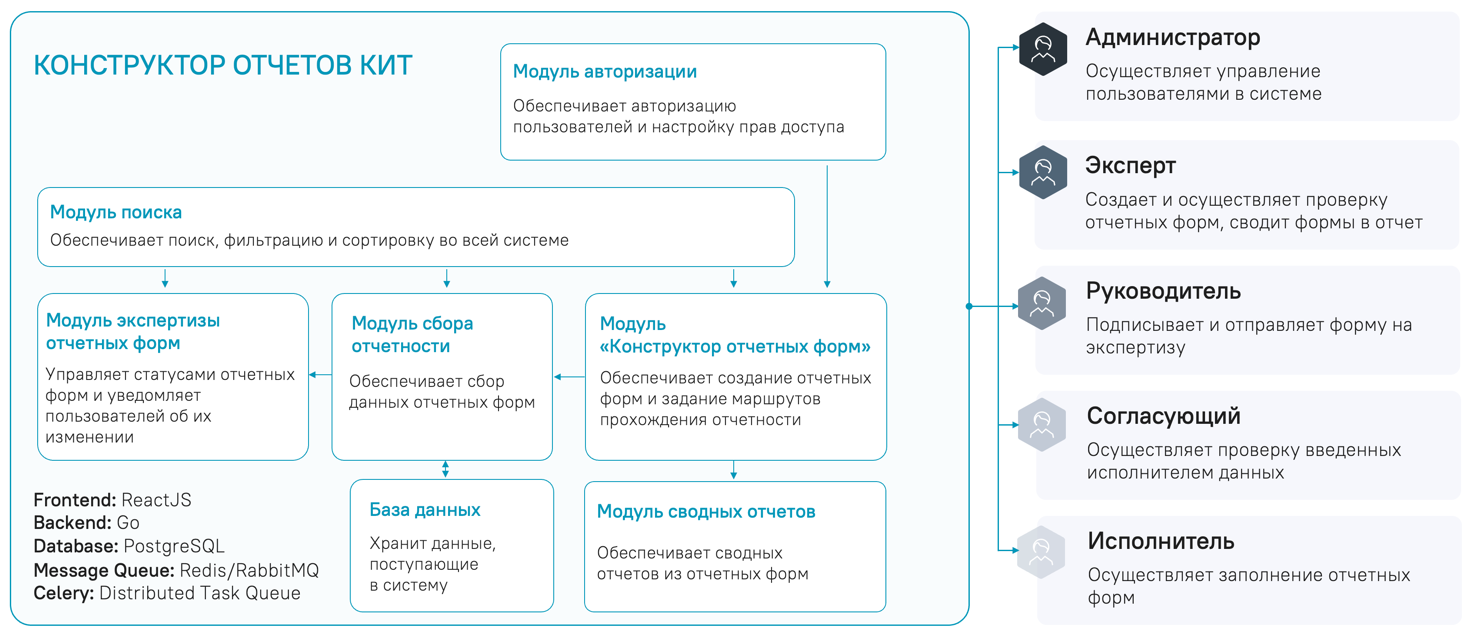 КОНСТРУКТОР ОТЧЕТОВ КИТ
Модуль авторизации
Обеспечивает авторизацию
пользователей и настройку прав доступа
Модуль поиска
Обеспечивает поиск, фильтрацию и сортировку во всей системе
Модуль экспертизы
отчетных форм
Управляет статусами отчетных
форм и уведомляет
пользователей об их
изменении
Модуль сбора
отчетности
Обеспечивает сбор
данных отчетных форм
Модуль
«Конструктор отчетных форм»
Обеспечивает создание отчетных
форм и задание маршрутов
прохождения отчетности
Frontend: ReactJS
Backend: Go
Database: PostgreSQL
Message Queue: Redis/RabbitMQ
Celery: Distributed Task Queue
База данных
Хранит данные,
поступающие
в систему
Модуль сводных отчетов
Обеспечивает сводных
отчетов из отчетных форм
Администратор
Осуществляет управление
пользователями в системе
Эксперт
Создает и осуществляет проверку
отчетных форм, сводит формы в отчет
Руководитель
Подписывает и отправляет форму на
экспертизу
Согласующий
Осуществляет проверку введенных
исполнителем данных
Исполнитель
Осуществляет заполнение отчетных
форм